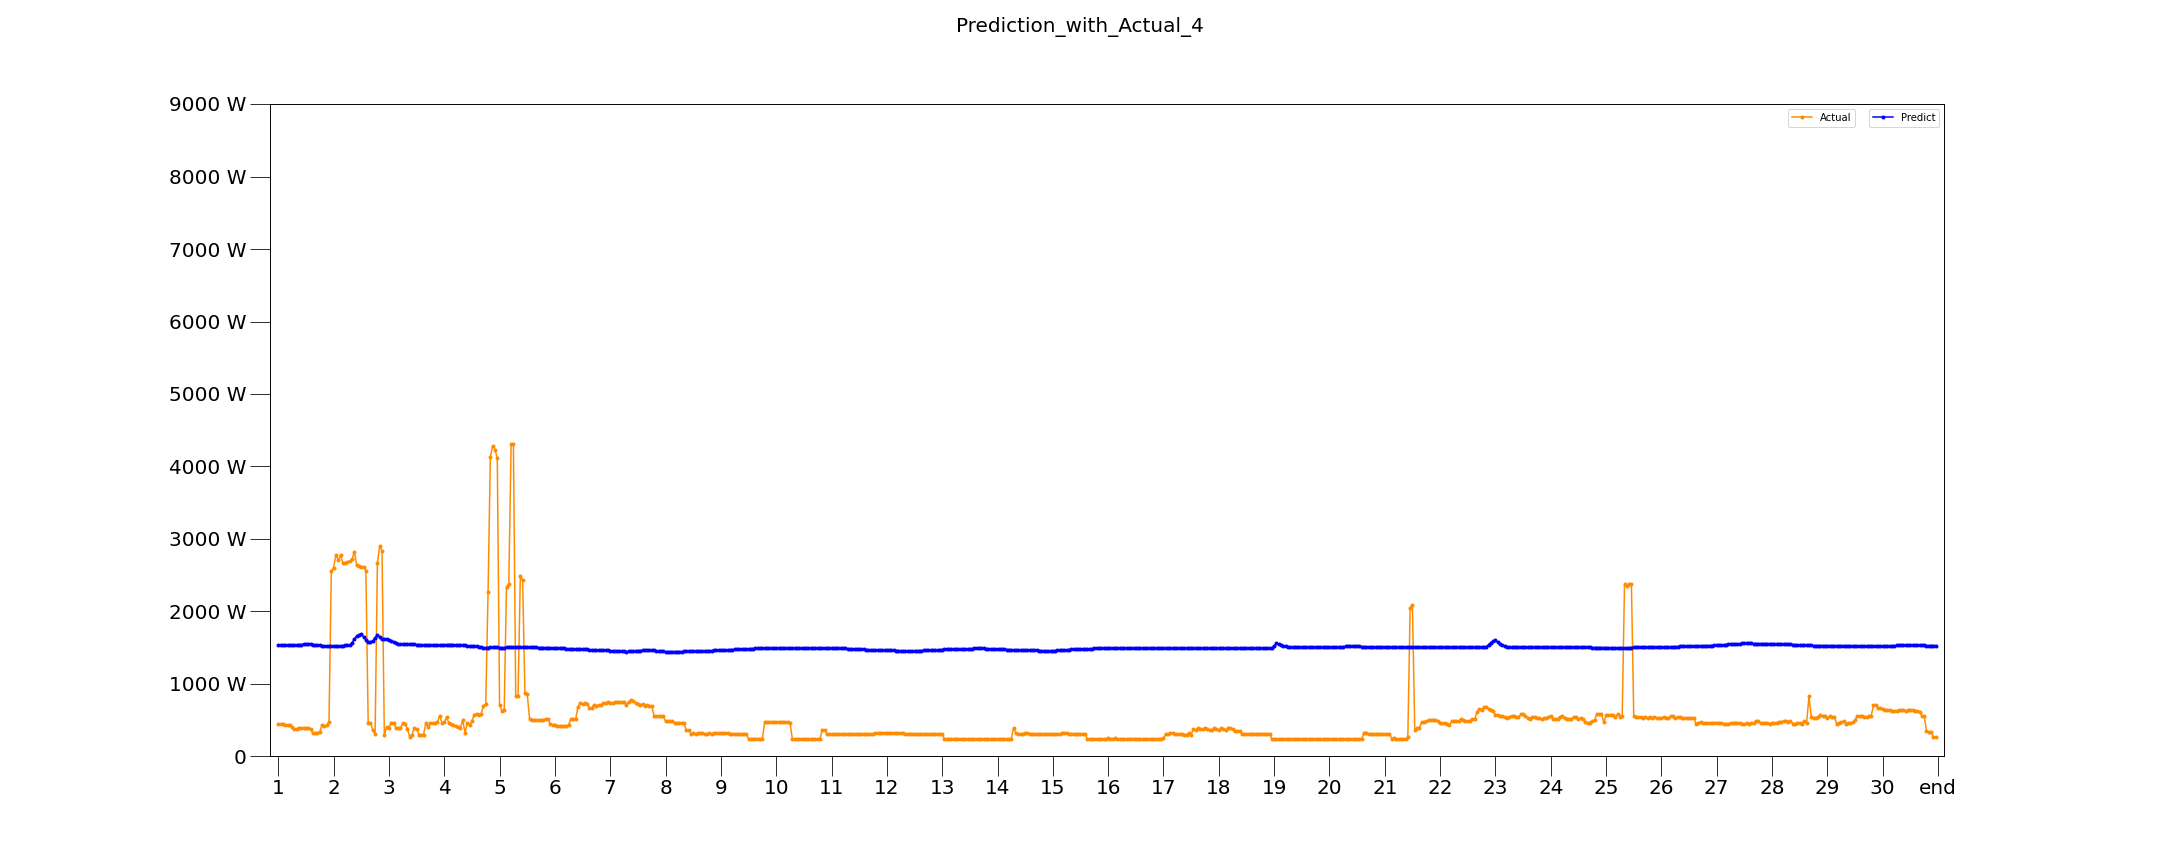 Prediction_with_Actual_4
Actual Predict
9000 W
8000 W
7000 W
6000 W
5000 W
4000 W
3000 W
2000 W
1000 W
0
1 2 3 4 5 6 7 8 9 10 11 12 13 14 15 16 17 18 19 20 21 22 23 24 25 26 27 28 29 30 end